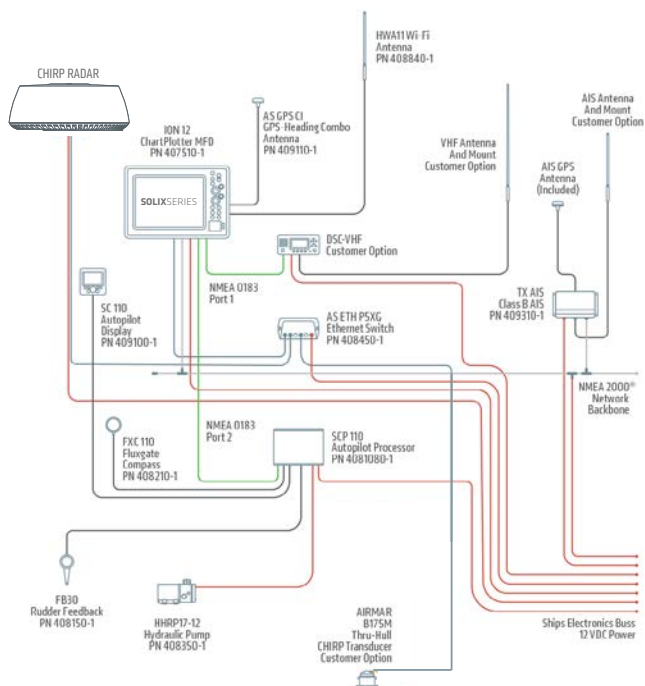 HWA11 Wi-Fi
Antenna
PN 408840-1
CHIRP RADAR
ION 12
ChartPlotter MFD
PN 407510-1
AS GPS CI
GPS-Heading Combo
Antenna
PN 409110-1
AIS Antenna
And Mount
Customer Option
VHF Antenna
And Mount
Customer Option
AIS GPS
Antenna
(Included)
SOLIXSERIES
DSC-VHF
Customer Option
NMEA 0183
Port 1
SC 110
Autopilot
Display
PN 409100-1
AS ETH P5XG
Ethernet Switch
PN 408450-1
TX AIS
Class B AIS
PN 409310-1
NMEA 2000®
Network
Backbone
NMEA 0183
Port 2
FXC 110
Fluxgate
Compass
PN 408210-1
SCP 110
Autopilot Processor
PN 4081080-1
FB30
Rudder Feedback
PN 408150-1
HHRP17-12
Hydraulic Pump
PN 408350-1
AIRMAR
B175M
Thru-Hull
CHIRP Transducer
Customer Option
Ships Electronics Buss
12 VDC Power